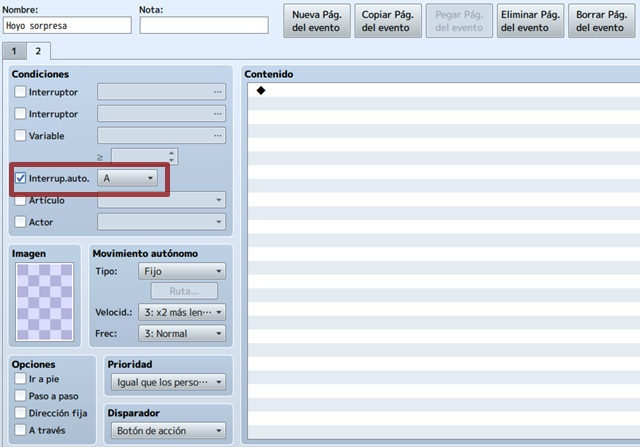 Nombre:
Nota:
Hoyo sorpresa
Nueva Pág.
del evento
Copiar Pág.
del evento
Pegar Pág.
del evento
Eliminar Pág.
del evento
Borrar Pág.
del evento
1
2
Condiciones
Interruptor
...
Interruptor
...
Variable
...
≥
Interrup.auto.
A
Artículo
Actor
Imagen
Movimiento autónomo
Tipo:
Fijo
Ruta...
Velocid.:
3: x2 más len···
Frec:
3: Normal
Opciones
Ir a pie
Paso a paso
Dirección fija
A través
Prioridad
Igual que los perso···
Disparador
Botón de acción
Contenido
◆